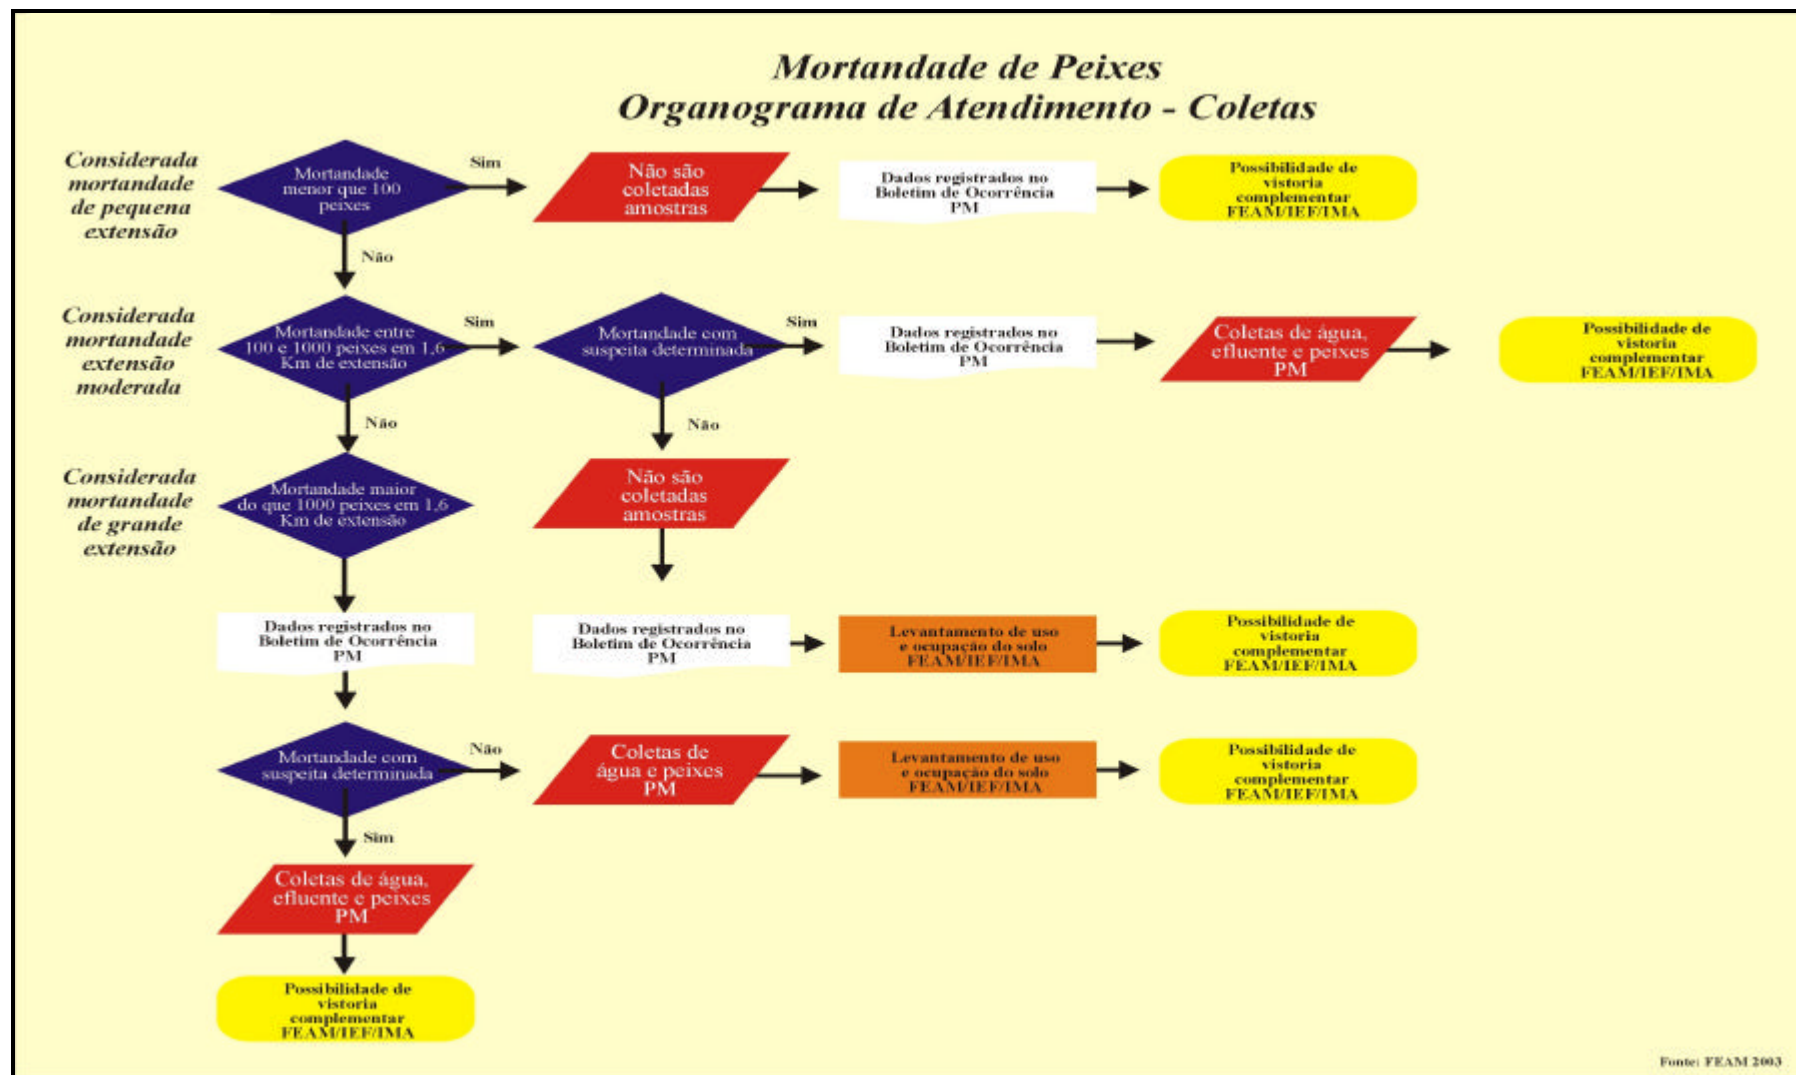 Mortandade de Peixes
Organograma de Atendimento - Coletas
Considerada
mortandade
de pequena
extensão
Mortandade
menor que 100
peixes
Sim
Não são
coletadas
amostras
Dados registrados no
Boletim de Ocorrência
PM
Possibilidade de
vistoria
complementar
FEAM/IEF/IMA
Não
Considerada
mortandade
extensão
moderada
Mortandade entre
100 e 1000 peixes em 1,6
Km de extensão
Sim
Mortandade com
suspeita determinada
Sim
Dados registrados no
Boletim de Ocorrência
PM
Coletas de água,
efluente e peixes
PM
Possibilidade de
vistoria
complementar
FEAM/IEF/IMA
Não
Não
Considerada
mortandade
de grande
extensão
Mortandade maior
do que 1000 peixes em 1,6
Km de extensão
Não são
coletadas
amostras
Dados registrados no
Boletim de Ocorrência
PM
Dados registrados no
Boletim de Ocorrência
PM
Levantamento de uso
e ocupação do solo
FEAM/IEF/IMA
Possibilidade de
vistoria
complementar
FEAM/IEF/IMA
Mortandade com
suspeita determinada
Não
Coletas de
água e peixes
PM
Levantamento de uso
e ocupação do solo
FEAM/IEF/IMA
Possibilidade de
vistoria
complementar
FEAM/IEF/IMA
Sim
Coletas de água,
efluente e peixes
PM
Possibilidade de
vistoria
complementar
FEAM/IEF/IMA
Fonte: FEAM 2003